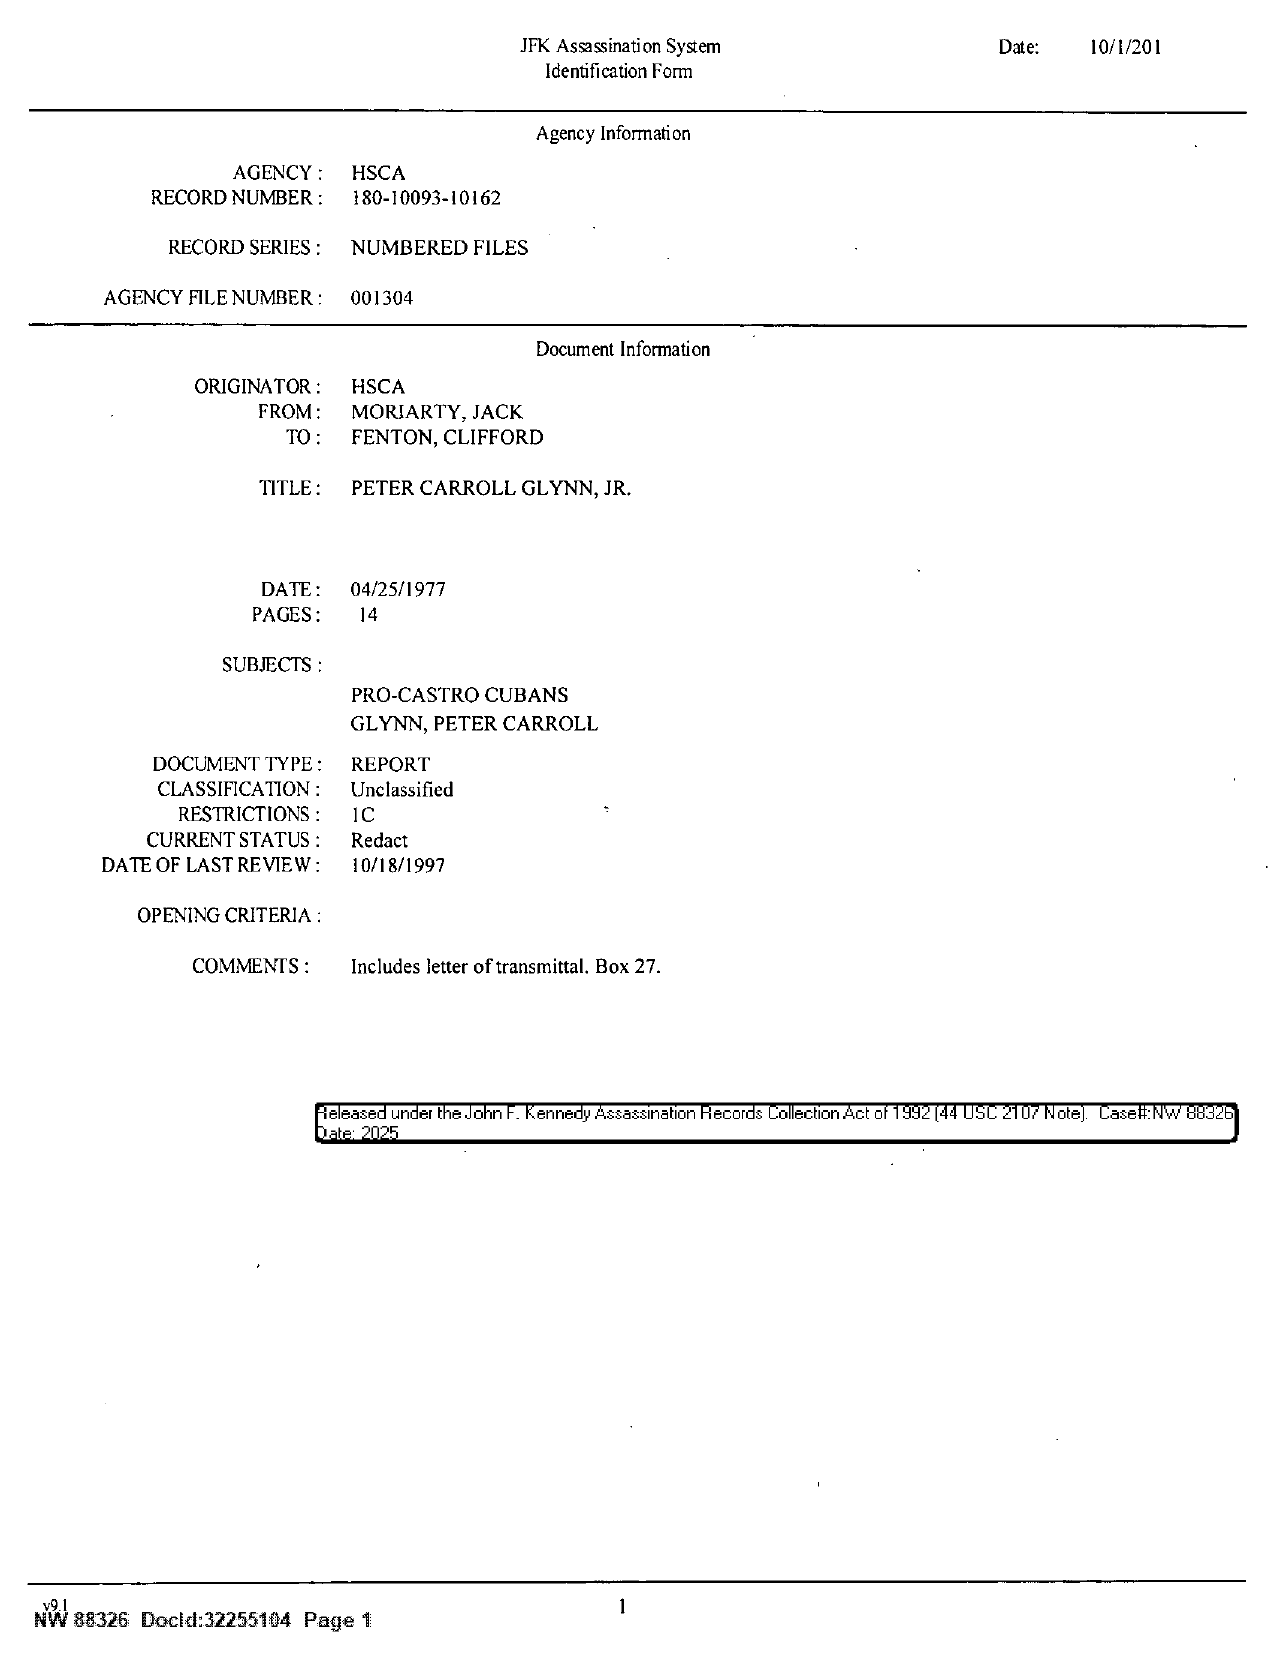 JFK Assassination System
Date: 10/1/201
Identification Form
Agency Information
AGENCY : HSCA
RECORD NUMBER : 180-10093-10162
RECORD SERIES : NUMBERED FILES
AGENCY FILE NUMBER : 001304
Document Information
ORIGINATOR : HSCA
FROM : MORIARTY, JACK
TO : FENTON, CLIFFORD
TITLE : PETER CARROLL GLYNN, JR.
DATE : 04/25/1977
PAGES : 14
SUBJECTS :
PRO-CASTRO CUBANS
GLYNN, PETER CARROLL
DOCUMENT TYPE : REPORT
CLASSIFICATION : Unclassified
RESTRICTIONS : 1C
CURRENT STATUS : Redact
DATE OF LAST REVIEW : 10/18/1997
OPENING CRITERIA :
COMMENTS : Includes letter of transmittal. Box 27.
Released under the John F. Kennedy Assassination Records Collection Act of 1992 (44 USC 2107 Note). Case#:NW 88326
Date: 2025
v9.1
1
NW 88326 DocId:32255104 Page 1